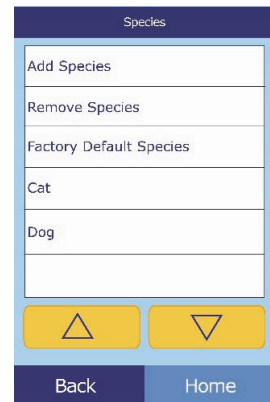 Species
Add Species
Remove Species
Factory Default Species
Cat
Dog
Back
Home